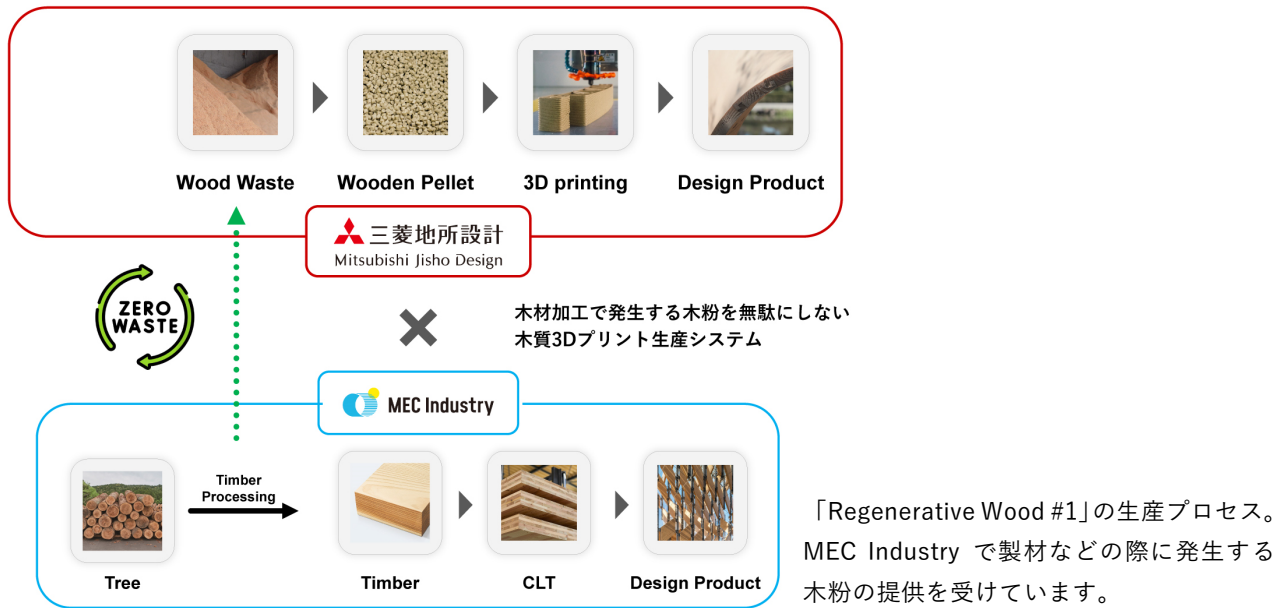 Wood Waste
Wooden Pellet
3D printing
Design Product
三菱地所設計
Mitsubishi Jisho Design
ZERO
WASTE
木材加工で発生する木粉を無駄にしない
木質3Dプリント生産システム
MEC Industry
Timber
Processing
Tree
Timber
CLT
Design Product
「Regenerative Wood #1」の生産プロセス。
MEC Industry で製材などの際に発生する
木粉の提供を受けています。